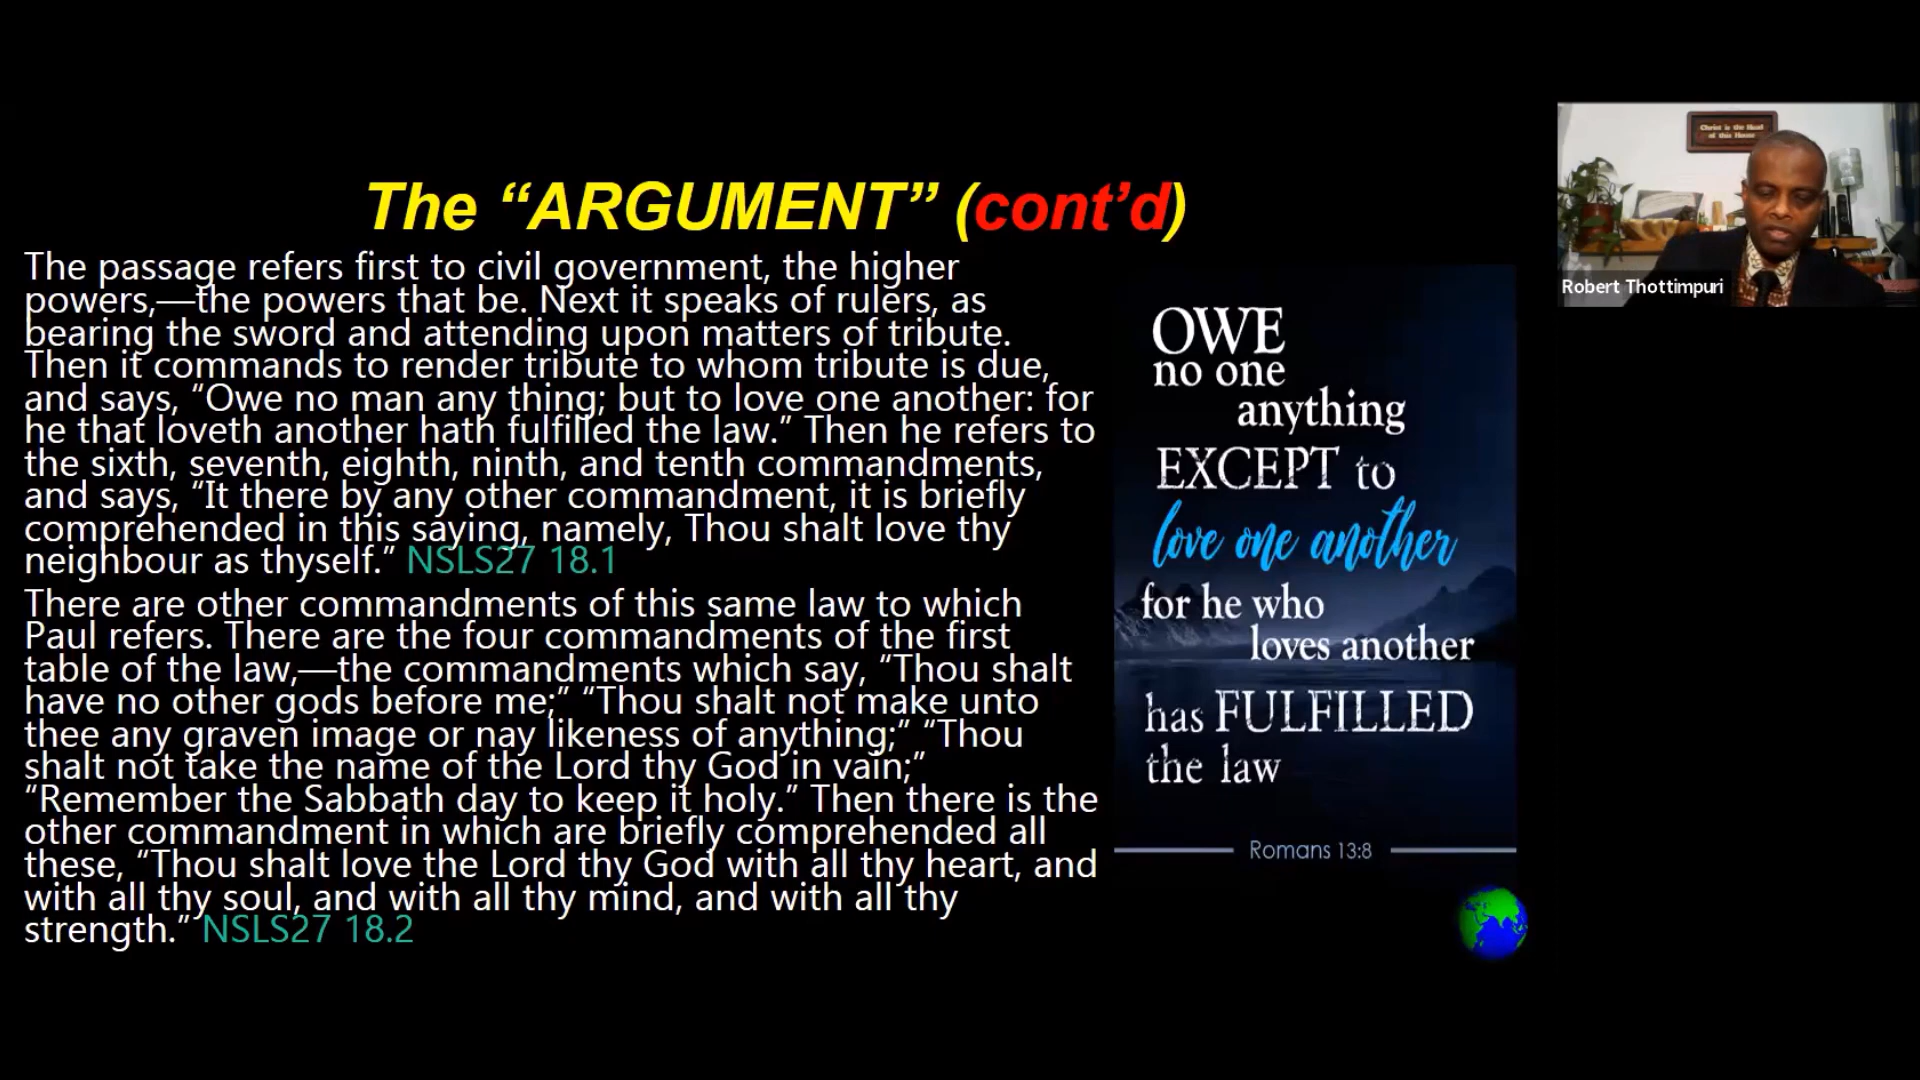 The “ARGUMENT” (cont’d)
The passage refers first to civil government, the higher
powers,—the powers that be. Next it speaks of rulers, as
bearing the sword and attending upon matters of tribute.
Then it commands to render tribute to whom tribute is due,
and says, “Owe no man any thing; but to love one another: for
he that loveth another hath fulfilled the law.” Then he refers to
the sixth, seventh, eighth, ninth, and tenth commandments,
and says, “It there by any other commandment, it is briefly
comprehended in this saying, namely, Thou shalt love thy
neighbour as thyself.” NSLS27 18.1
There are other commandments of this same law to which
Paul refers. There are the four commandments of the first
table of the law,—the commandments which say, “Thou shalt
have no other gods before me;” “Thou shalt not make unto
thee any graven image or nay likeness of anything;” “Thou
shalt not take the name of the Lord thy God in vain;”
“Remember the Sabbath day to keep it holy.” Then there is the
other commandment in which are briefly comprehended all
these, “Thou shalt love the Lord thy God with all thy heart, and
with all thy soul, and with all thy mind, and with all thy
strength.” NSLS27 18.2
OWE
no one
anything
EXCEPT to
love one another
for he who
loves another
has FULFILLED
the law
Romans 13:8
Christ is the Head
of this House
Robert Thottimpuri